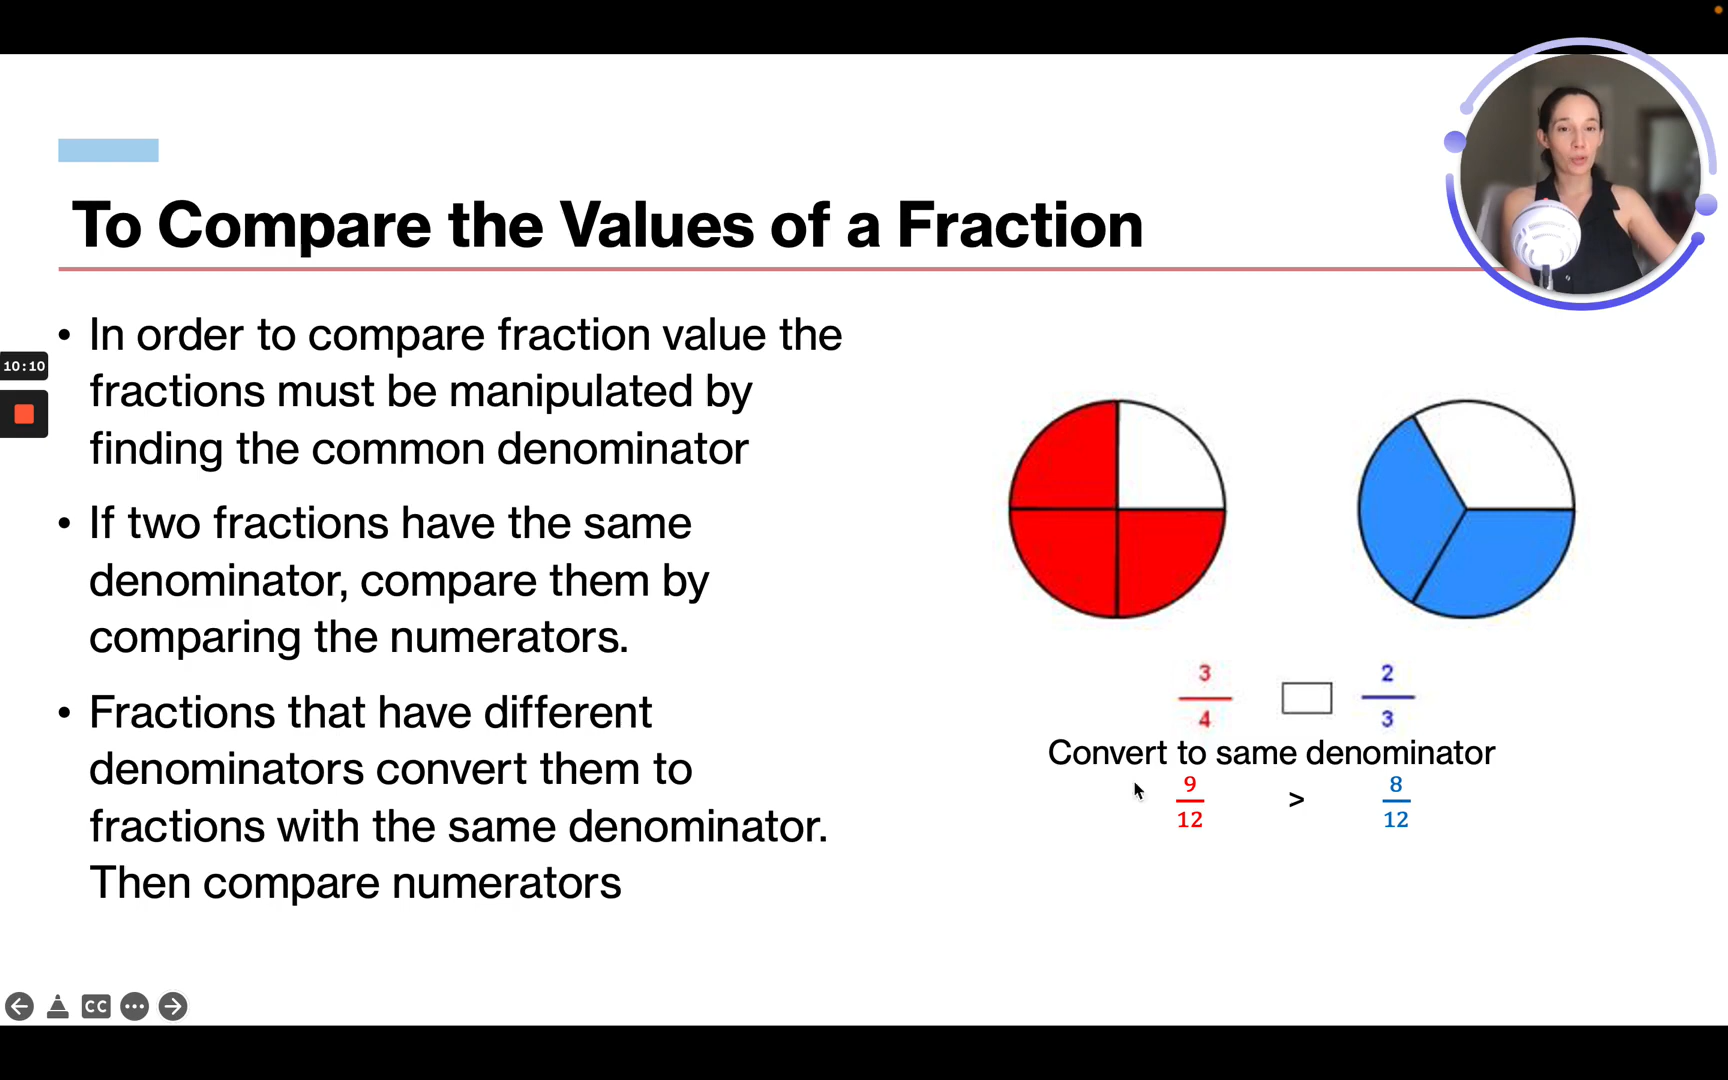 To Compare the Values of a Fraction
• In order to compare fraction value the
fractions must be manipulated by
finding the common denominator
• If two fractions have the same
denominator, compare them by
comparing the numerators.
• Fractions that have different
denominators convert them to
fractions with the same denominator.
Then compare numerators
10:10
3 2
4 3
Convert to same denominator
9 8
>
12 12
CC